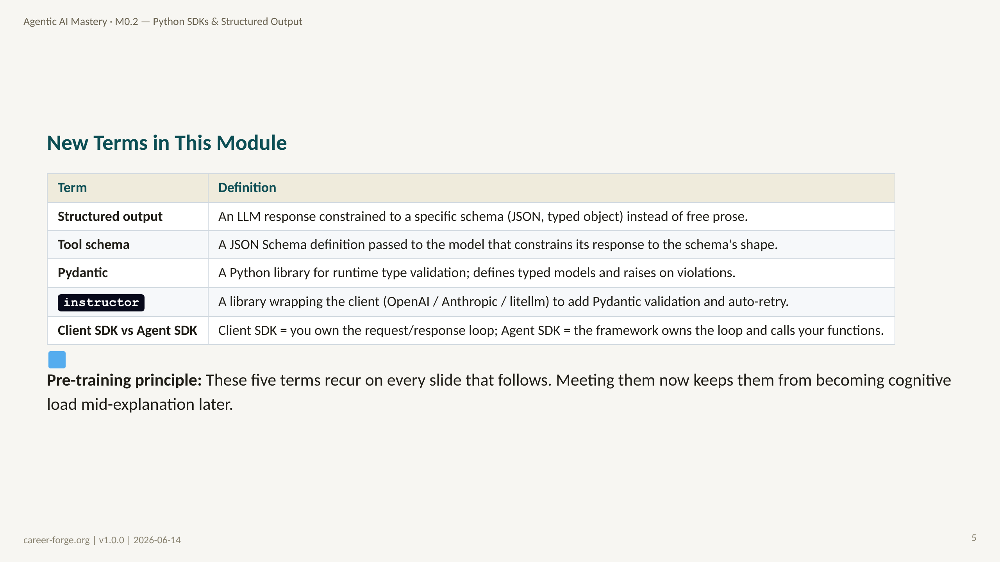 Agentic AI Mastery · M0.2 — Python SDKs & Structured Output
New Terms in This Module
Term Definition
Structured output An LLM response constrained to a specific schema (JSON, typed object) instead of free prose.
Tool schema A JSON Schema definition passed to the model that constrains its response to the schema's shape.
Pydantic A Python library for runtime type validation; defines typed models and raises on violations.
instructor A library wrapping the client (OpenAI / Anthropic / litellm) to add Pydantic validation and auto-retry.
Client SDK vs Agent SDK Client SDK = you own the request/response loop; Agent SDK = the framework owns the loop and calls your functions.
Pre-training principle: These five terms recur on every slide that follows. Meeting them now keeps them from becoming cognitive
load mid-explanation later.
career-forge.org | v1.0.0 | 2026-06-14
5